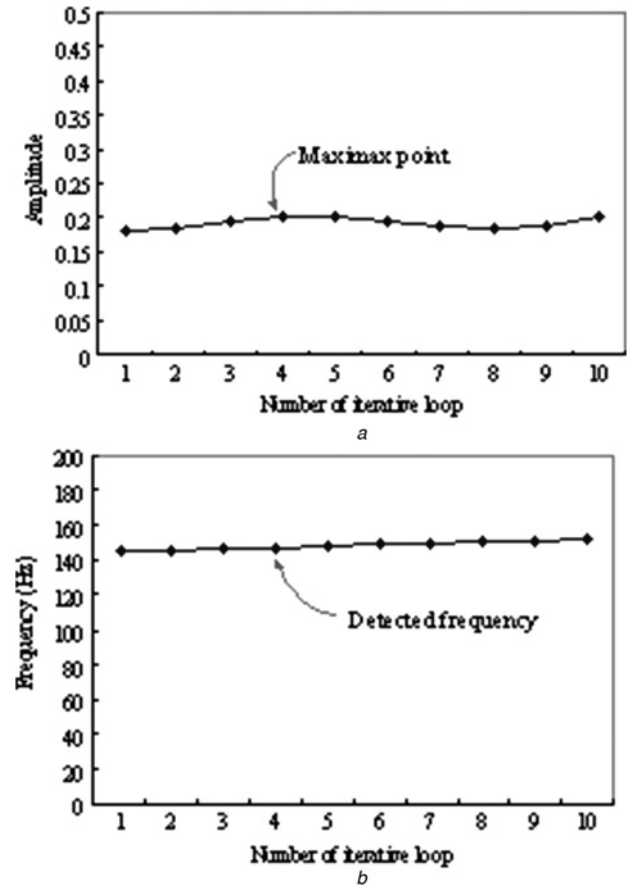 0.5
0.45
0.4
0.35
0.3
0.25
0.2
0.15
0.1
0.05
0
Amplitude
Maximax point
1 2 3 4 5 6 7 8 9 10
Number of iterative loop
a
200
180
160
140
120
100
80
60
40
20
0
Frequency (Hz)
Detected frequency
1 2 3 4 5 6 7 8 9 10
Number of iterative loop
b